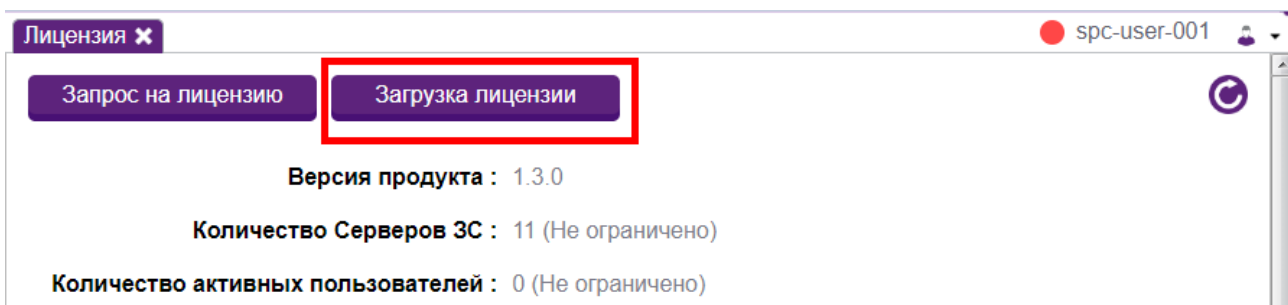 Лицензия spc-user-001
Запрос на лицензию Загрузка лицензии
Версия продукта : 1.3.0
Количество Серверов ЗС : 11 (Не ограничено)
Количество активных пользователей : 0 (Не ограничено)